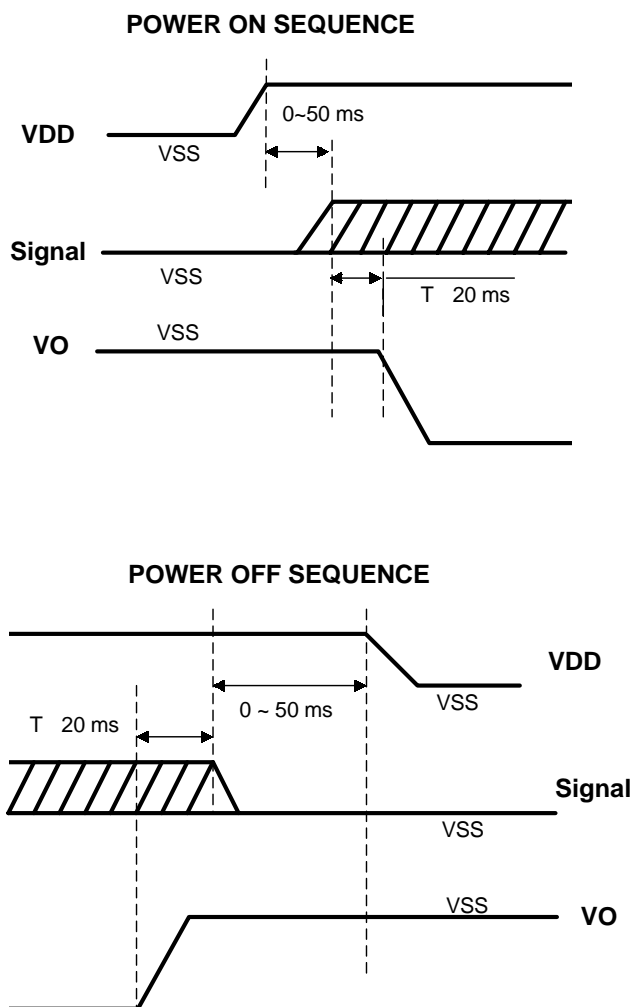 POWER ON SEQUENCE
0~50 ms
VDD
VSS
Signal
VSS
T 20 ms
VSS
VO
POWER OFF SEQUENCE
VDD
VSS
T 20 ms
0 ~ 50 ms
Signal
VSS
VSS
VO